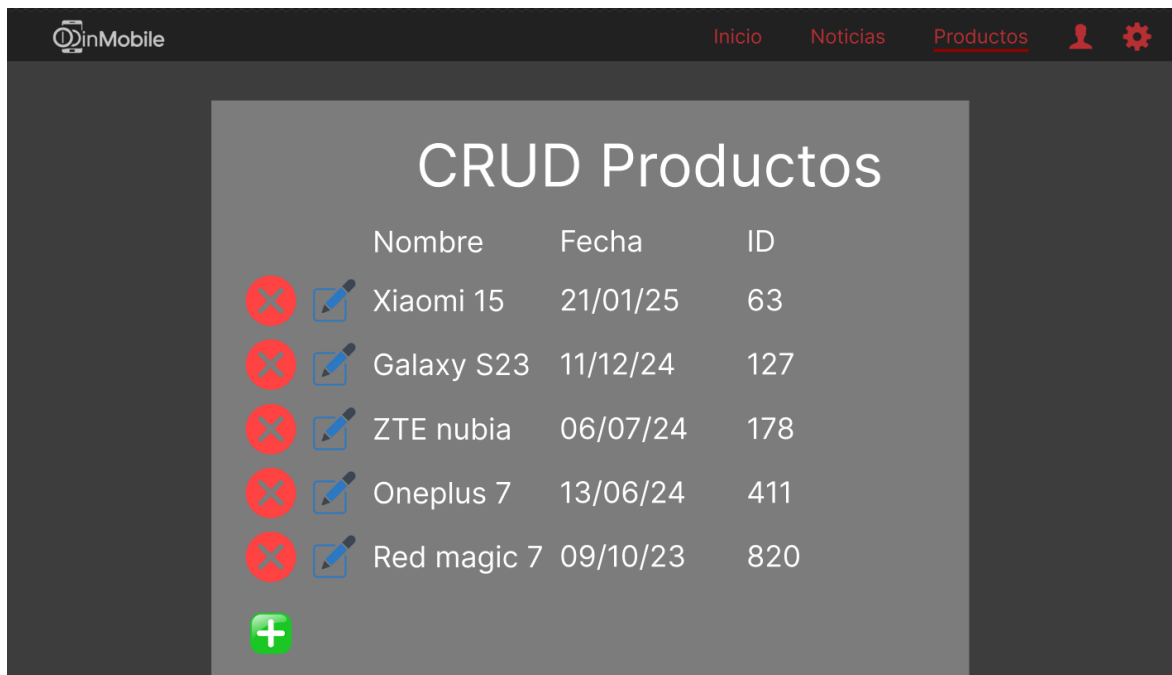 OdinMobile
Inicio Noticias Productos
CRUD Productos
Nombre Fecha ID
Xiaomi 15 21/01/25 63
Galaxy S23 11/12/24 127
ZTE nubia 06/07/24 178
Oneplus 7 13/06/24 411
Red magic 7 09/10/23 820